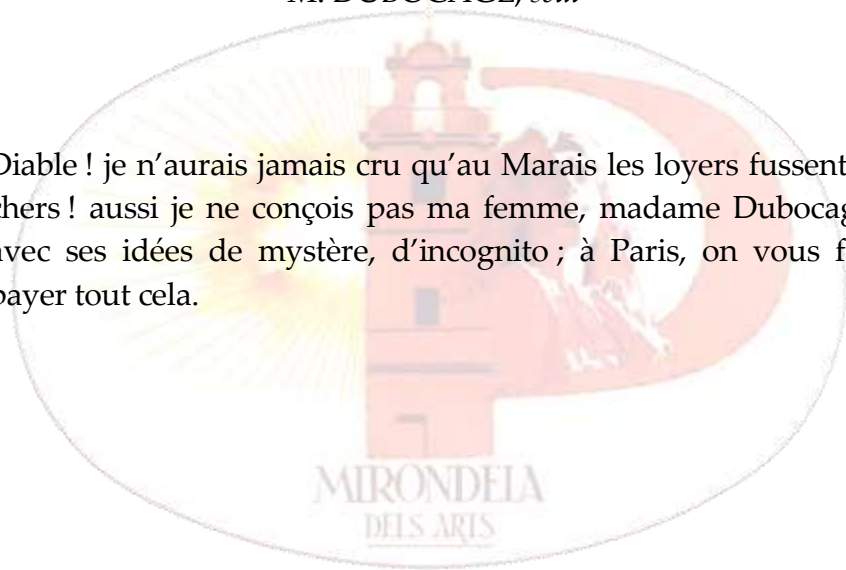 M. DUBOCAGE, seul
Diable ! je n’aurais jamais cru qu’au Marais les loyers fussent
chers ! aussi je ne conçois pas ma femme, madame Dubocag
avec ses idées de mystère, d’incognito ; à Paris, on vous f
payer tout cela.
MIRONDELA
DELS ARTS